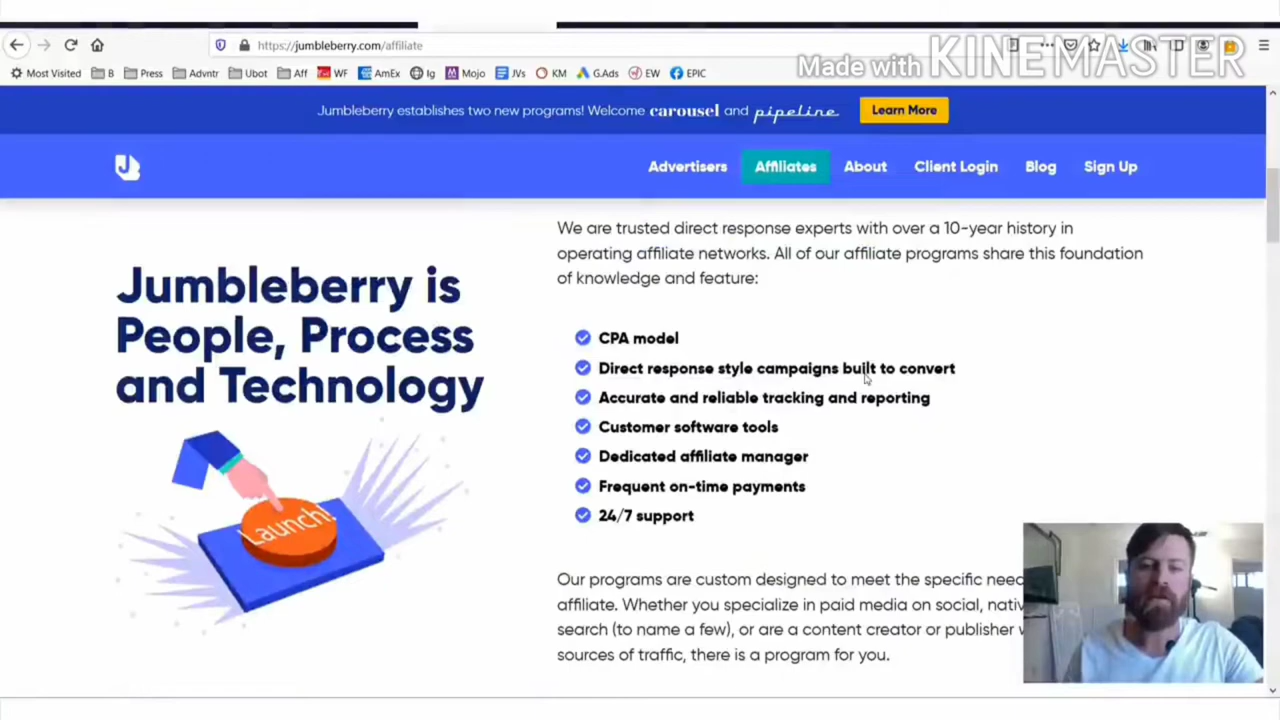 https://jumbleberry.com/affiliate
Made with KINEMASTER
Most Visited B Press Advntr Ubot Aff WF AmEx Ig Mojo JVs KM G.Ads EW EPIC
Jumbleberry establishes two new programs! Welcome carousel and pipeline Learn More
Advertisers Affiliates About Client Login Blog Sign Up
We are trusted direct response experts with over a 10-year history in
operating affiliate networks. All of our affiliate programs share this foundation
of knowledge and feature:
Jumbleberry is
People, Process
and Technology
CPA model
Direct response style campaigns built to convert
Accurate and reliable tracking and reporting
Customer software tools
Dedicated affiliate manager
Frequent on-time payments
24/7 support
Launch!
Our programs are custom designed to meet the specific
affiliate. Whether you specialize in paid media on social,
search (to name a few), or are a content creator or publisher
sources of traffic, there is a program for you.